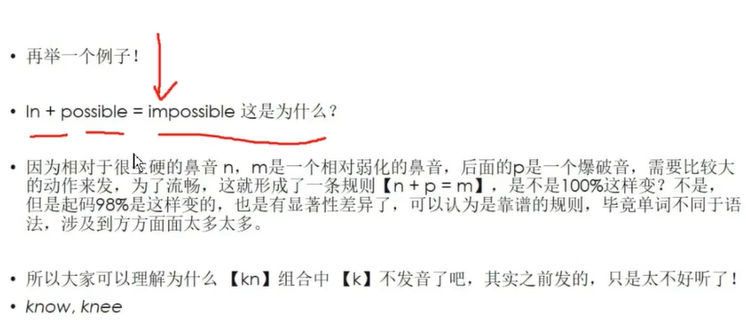 • 再举一个例子！
• In + possible = impossible 这是为什么？
• 因为相对于很生硬的鼻音 n，m是一个相对弱化的鼻音，后面的p是一个爆破音，需要比较大
的动作来发，为了流畅，这就形成了一条规则【n + p = m】，是不是100%这样变？不是，
但是起码98%是这样变的，也是有显著性差异了，可以认为是靠谱的规则，毕竟单词不同于语
法，涉及到方方面面太多太多。
• 所以大家可以理解为什么 【kn】组合中 【k】不发音了吧，其实之前发的，只是太不好听了！
• know, knee